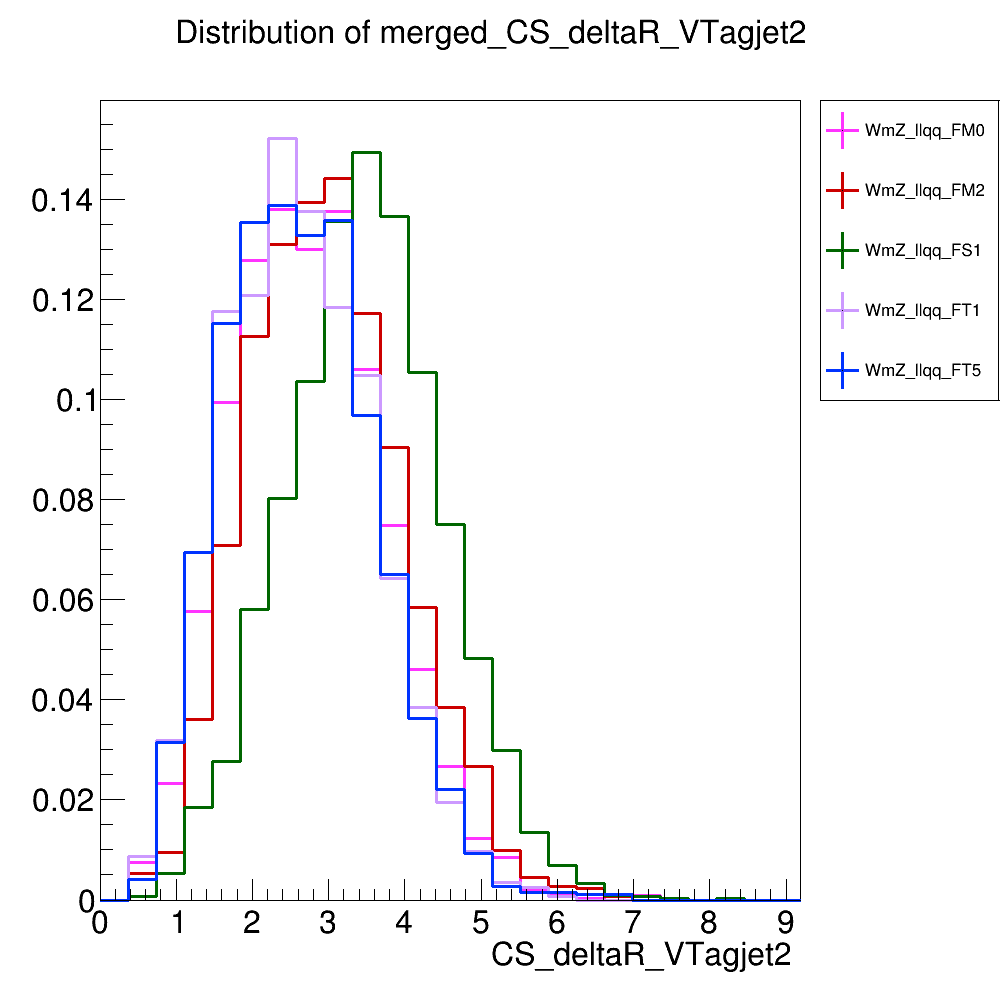 Distribution of merged_CS_deltaR_VTagjet2
WmZ_llqq_FM0
WmZ_llqq_FM2
WmZ_llqq_FS1
WmZ_llqq_FT1
WmZ_llqq_FT5
0.14
0.12
0.1
0.08
0.06
0.04
0.02
0
0 1 2 3 4 5 6 7 8 9
CS_deltaR_VTagjet2